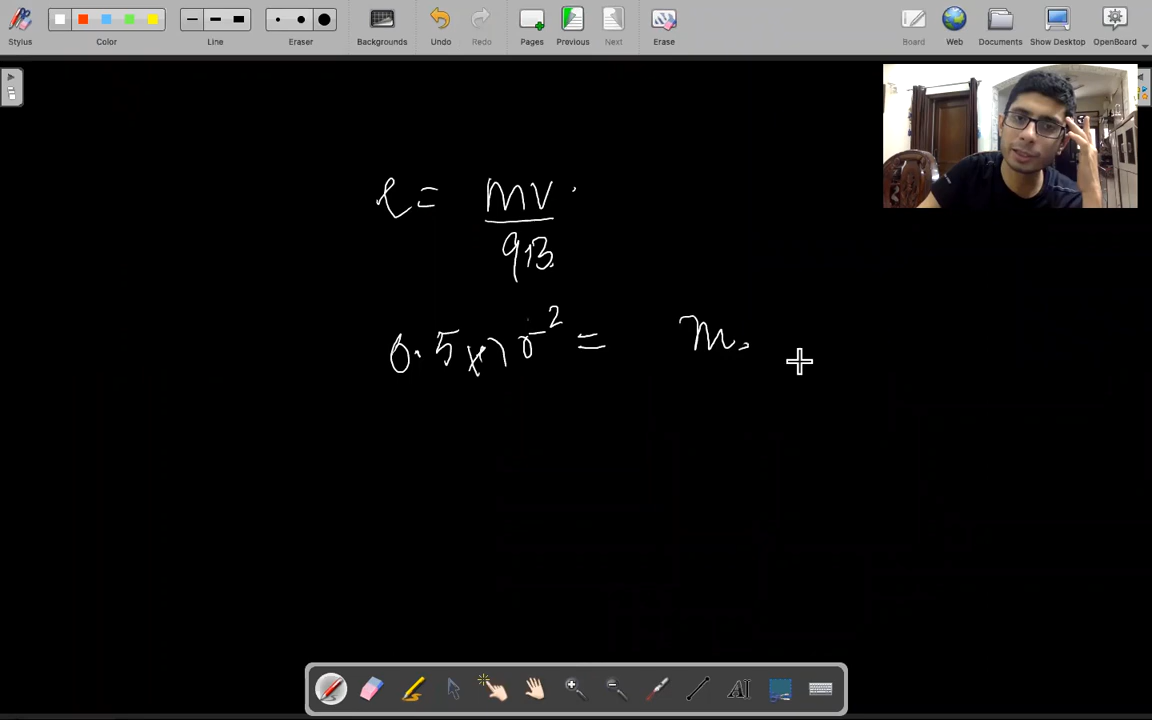 Stylus
Color
Line
Eraser
Backgrounds
Undo
Redo
Pages
Previous
Next
Erase
Board
Web
Documents
Show Desktop
OpenBoard
r = mv
qB
0.5 x 10^-2 = m
AI